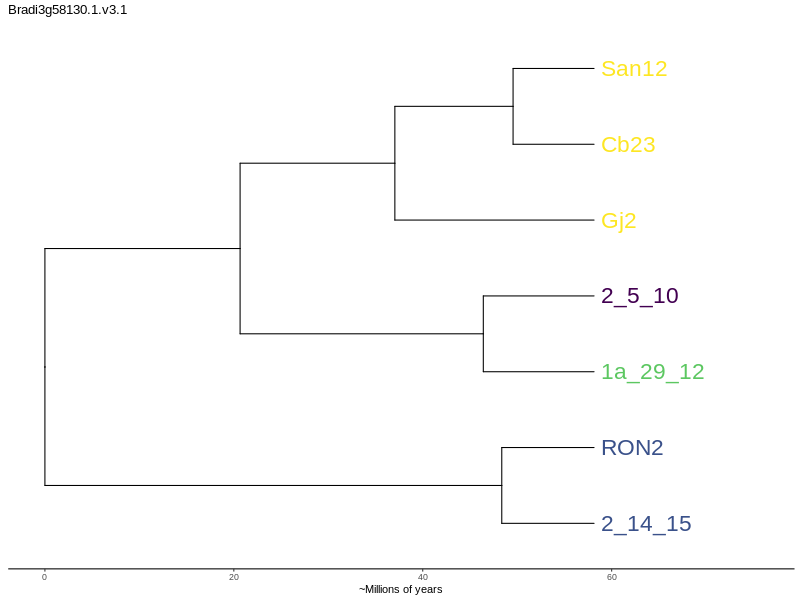 Bradi3g58130.1.v3.1
San12
Cb23
Gj2
2_5_10
1a_29_12
RON2
2_14_15
0 20 40 60
~Millions of years